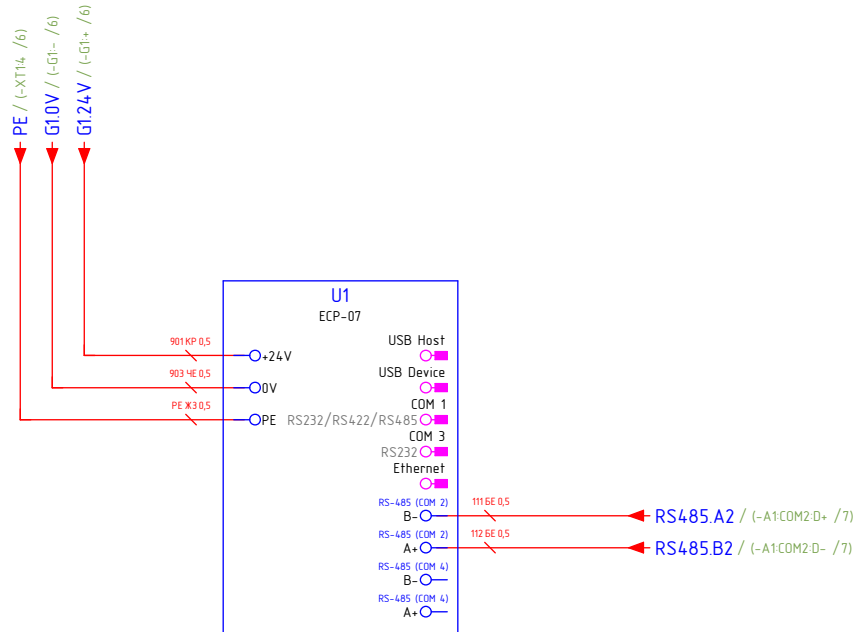 PE / (-XT1:4 /6)
G1.0V / (-G1:- /6)
G1.24V / (-G1:+ /6)
U1
ECP-07
901 КР 0,5
+24V
USB Host
903 ЧЕ 0,5
0V
USB Device
PE ЖЗ 0,5
PE
COM 1
RS232/RS422/RS485
COM 3
RS232
Ethernet
RS-485 (COM 2)
B-
111 БЕ 0,5
RS485.A2 / (-A1:COM2:D+ /7)
RS-485 (COM 2)
A+
112 БЕ 0,5
RS485.B2 / (-A1:COM2:D- /7)
RS-485 (COM 4)
B-
RS-485 (COM 4)
A+